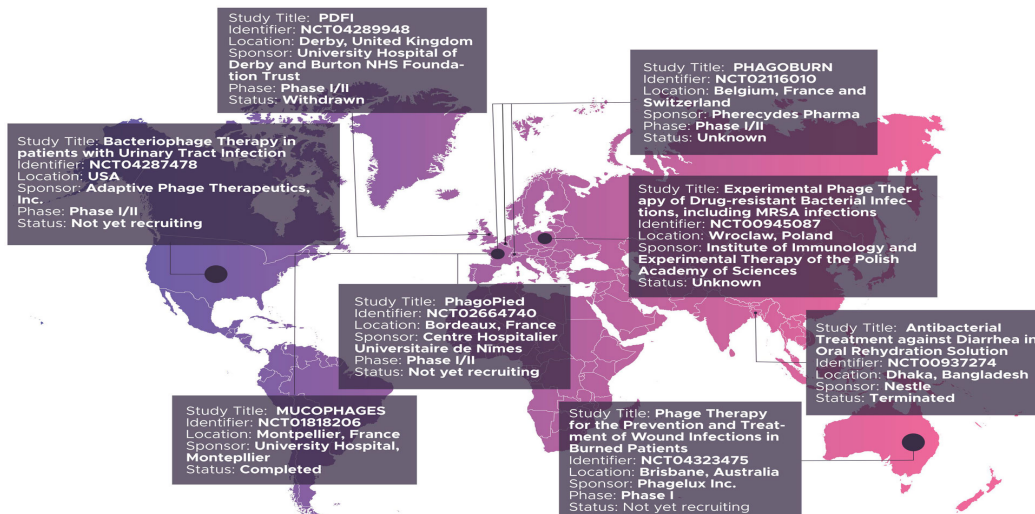 Study Title: PDFI
Identifier: NCT04289948
Location: Derby, United Kingdom
Sponsor: University Hospital of
Derby and Burton NHS Founda-
tion Trust
Phase: Phase I/II
Status: Withdrawn
Study Title: PHAGOBURN
Identifier: NCT02116010
Location: Belgium, France and
Switzerland
Sponsor: Pherecydes Pharma
Phase: Phase I/II
Status: Unknown
Study Title: Bacteriophage Therapy in
patients with Urinary Tract Infection
Identifier: NCT04287478
Location: USA
Sponsor: Adaptive Phage Therapeutics,
Inc.
Phase: Phase I/II
Status: Not yet recruiting
Study Title: Experimental Phage Ther-
apy of Drug-resistant Bacterial Infec-
tions, including MRSA infections
Identifier: NCT00945087
Location: Wroclaw, Poland
Sponsor: Institute of Immunology and
Experimental Therapy of the Polish
Academy of Sciences
Status: Unknown
Study Title: PhagoPied
Identifier: NCT02664740
Location: Bordeaux, France
Sponsor: Centre Hospitalier
Universitaire de Nîmes
Phase: Phase I/II
Status: Not yet recruiting
Study Title: Antibacterial
Treatment against Diarrhea in
Oral Rehydration Solution
Identifier: NCT00937274
Location: Dhaka, Bangladesh
Sponsor: Nestle
Status: Terminated
Study Title: MUCOPHAGES
Identifier: NCT01818206
Location: Montpellier, France
Sponsor: University Hospital,
Monteplier
Status: Completed
Study Title: Phage Therapy
for the Prevention and Treat-
ment of Wound Infections in
Burned Patients
Identifier: NCT04323475
Location: Brisbane, Australia
Sponsor: Phagelux Inc.
Phase: Phase I
Status: Not yet recruiting